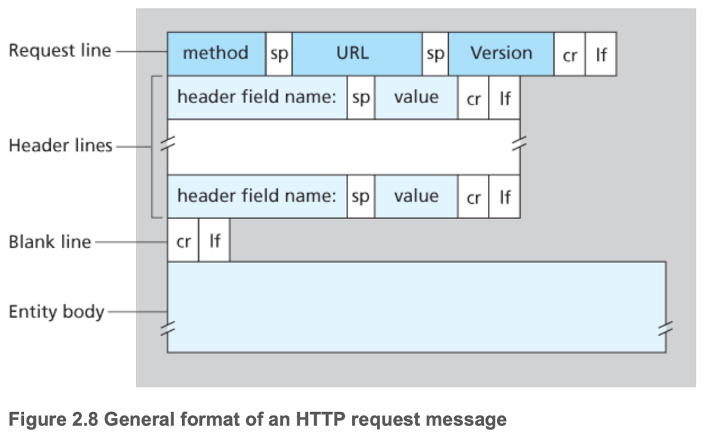 Request line method sp URL sp Version cr lf
header field name: sp value cr lf
Header lines
header field name: sp value cr lf
Blank line cr lf
Entity body
Figure 2.8 General format of an HTTP request message